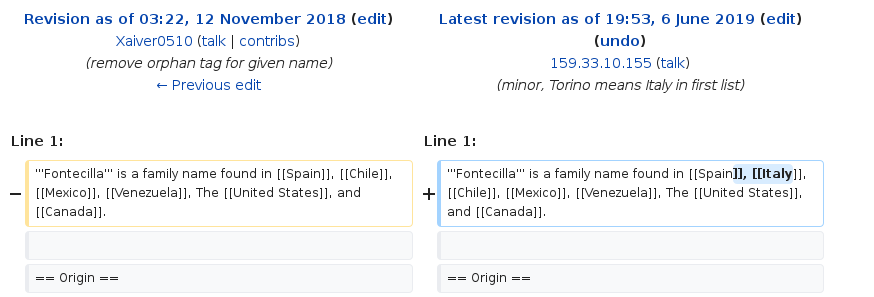 Revision as of 03:22, 12 November 2018 (edit)
Xaiver0510 (talk | contribs)
(remove orphan tag for given name)
← Previous edit
Latest revision as of 19:53, 6 June 2019 (edit)
(undo)
159.33.10.155 (talk)
(minor, Torino means Italy in first list)
Line 1:
Line 1:
− '''Fontecilla''' is a family name found in [[Spain]], [[Chile]],
[[Mexico]], [[Venezuela]], The [[United States]], and
[[Canada]].
+ '''Fontecilla''' is a family name found in [[Spain]], [[Italy]],
[[Chile]], [[Mexico]], [[Venezuela]], The [[United States]],
and [[Canada]].
== Origin ==
== Origin ==